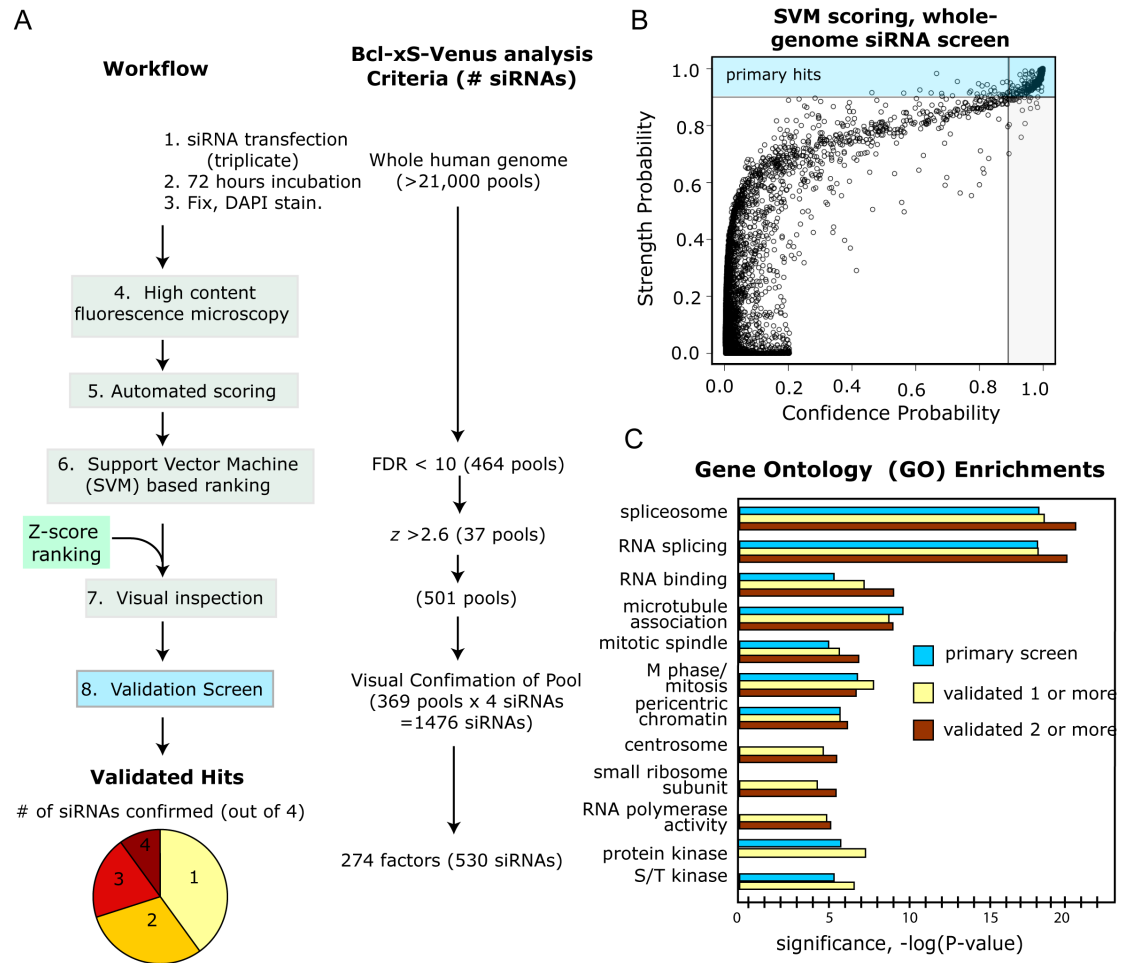 A
Workflow
Bcl-xS-Venus analysis
Criteria (# siRNAs)
1. siRNA transfection
(triplicate)
2. 72 hours incubation
3. Fix, DAPI stain.
4. High content
fluorescence microscopy
5. Automated scoring
6. Support Vector Machine
(SVM) based ranking
Z-score
ranking
7. Visual inspection
8. Validation Screen
Validated Hits
# of siRNAs confirmed (out of 4)
4
1
3
2
Whole human genome
(>21,000 pools)
FDR < 10 (464 pools)
z >2.6 (37 pools)
(501 pools)
Visual Confimation of Pool
(369 pools x 4 siRNAs
=1476 siRNAs)
274 factors (530 siRNAs)
B
SVM scoring, whole-
genome siRNA screen
primary hits
Strength Probability
1.0
0.8
0.6
0.4
0.2
0.0
0.0 0.2 0.4 0.6 0.8 1.0
Confidence Probability
C
Gene Ontology (GO) Enrichments
spliceosome
RNA splicing
RNA binding
microtubule
association
mitotic spindle
M phase/
mitosis
pericentric
chromatin
centrosome
small ribosome
subunit
RNA polymerase
activity
protein kinase
S/T kinase
primary screen
validated 1 or more
validated 2 or more
0 5 10 15 20
significance, -log(P-value)